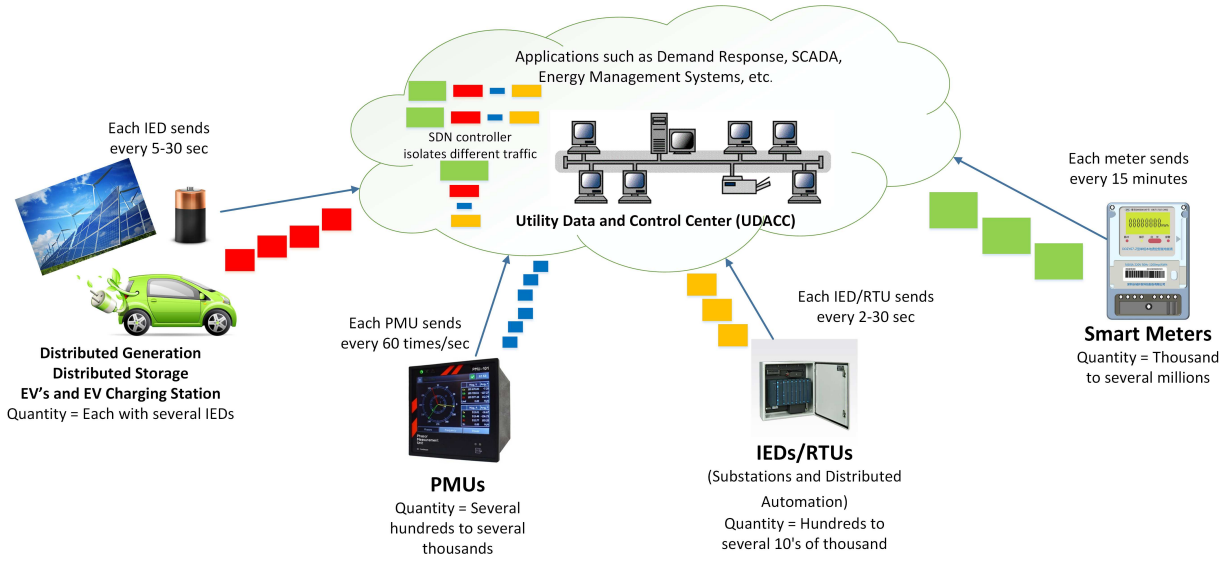 Applications such as Demand Response, SCADA,
Energy Management Systems, etc.
SDN controller
isolates different traffic
Utility Data and Control Center (UDACC)
Each IED sends
every 5-30 sec
Distributed Generation
Distributed Storage
EV's and EV Charging Station
Quantity = Each with several IEDs
Each PMU sends
every 60 times/sec
PMUs
Quantity = Several
hundreds to several
thousands
Each IED/RTU sends
every 2-30 sec
IEDs/RTUs
(Substations and Distributed
Automation)
Quantity = Hundreds to
several 10's of thousand
Each meter sends
every 15 minutes
Smart Meters
Quantity = Thousand
to several millions